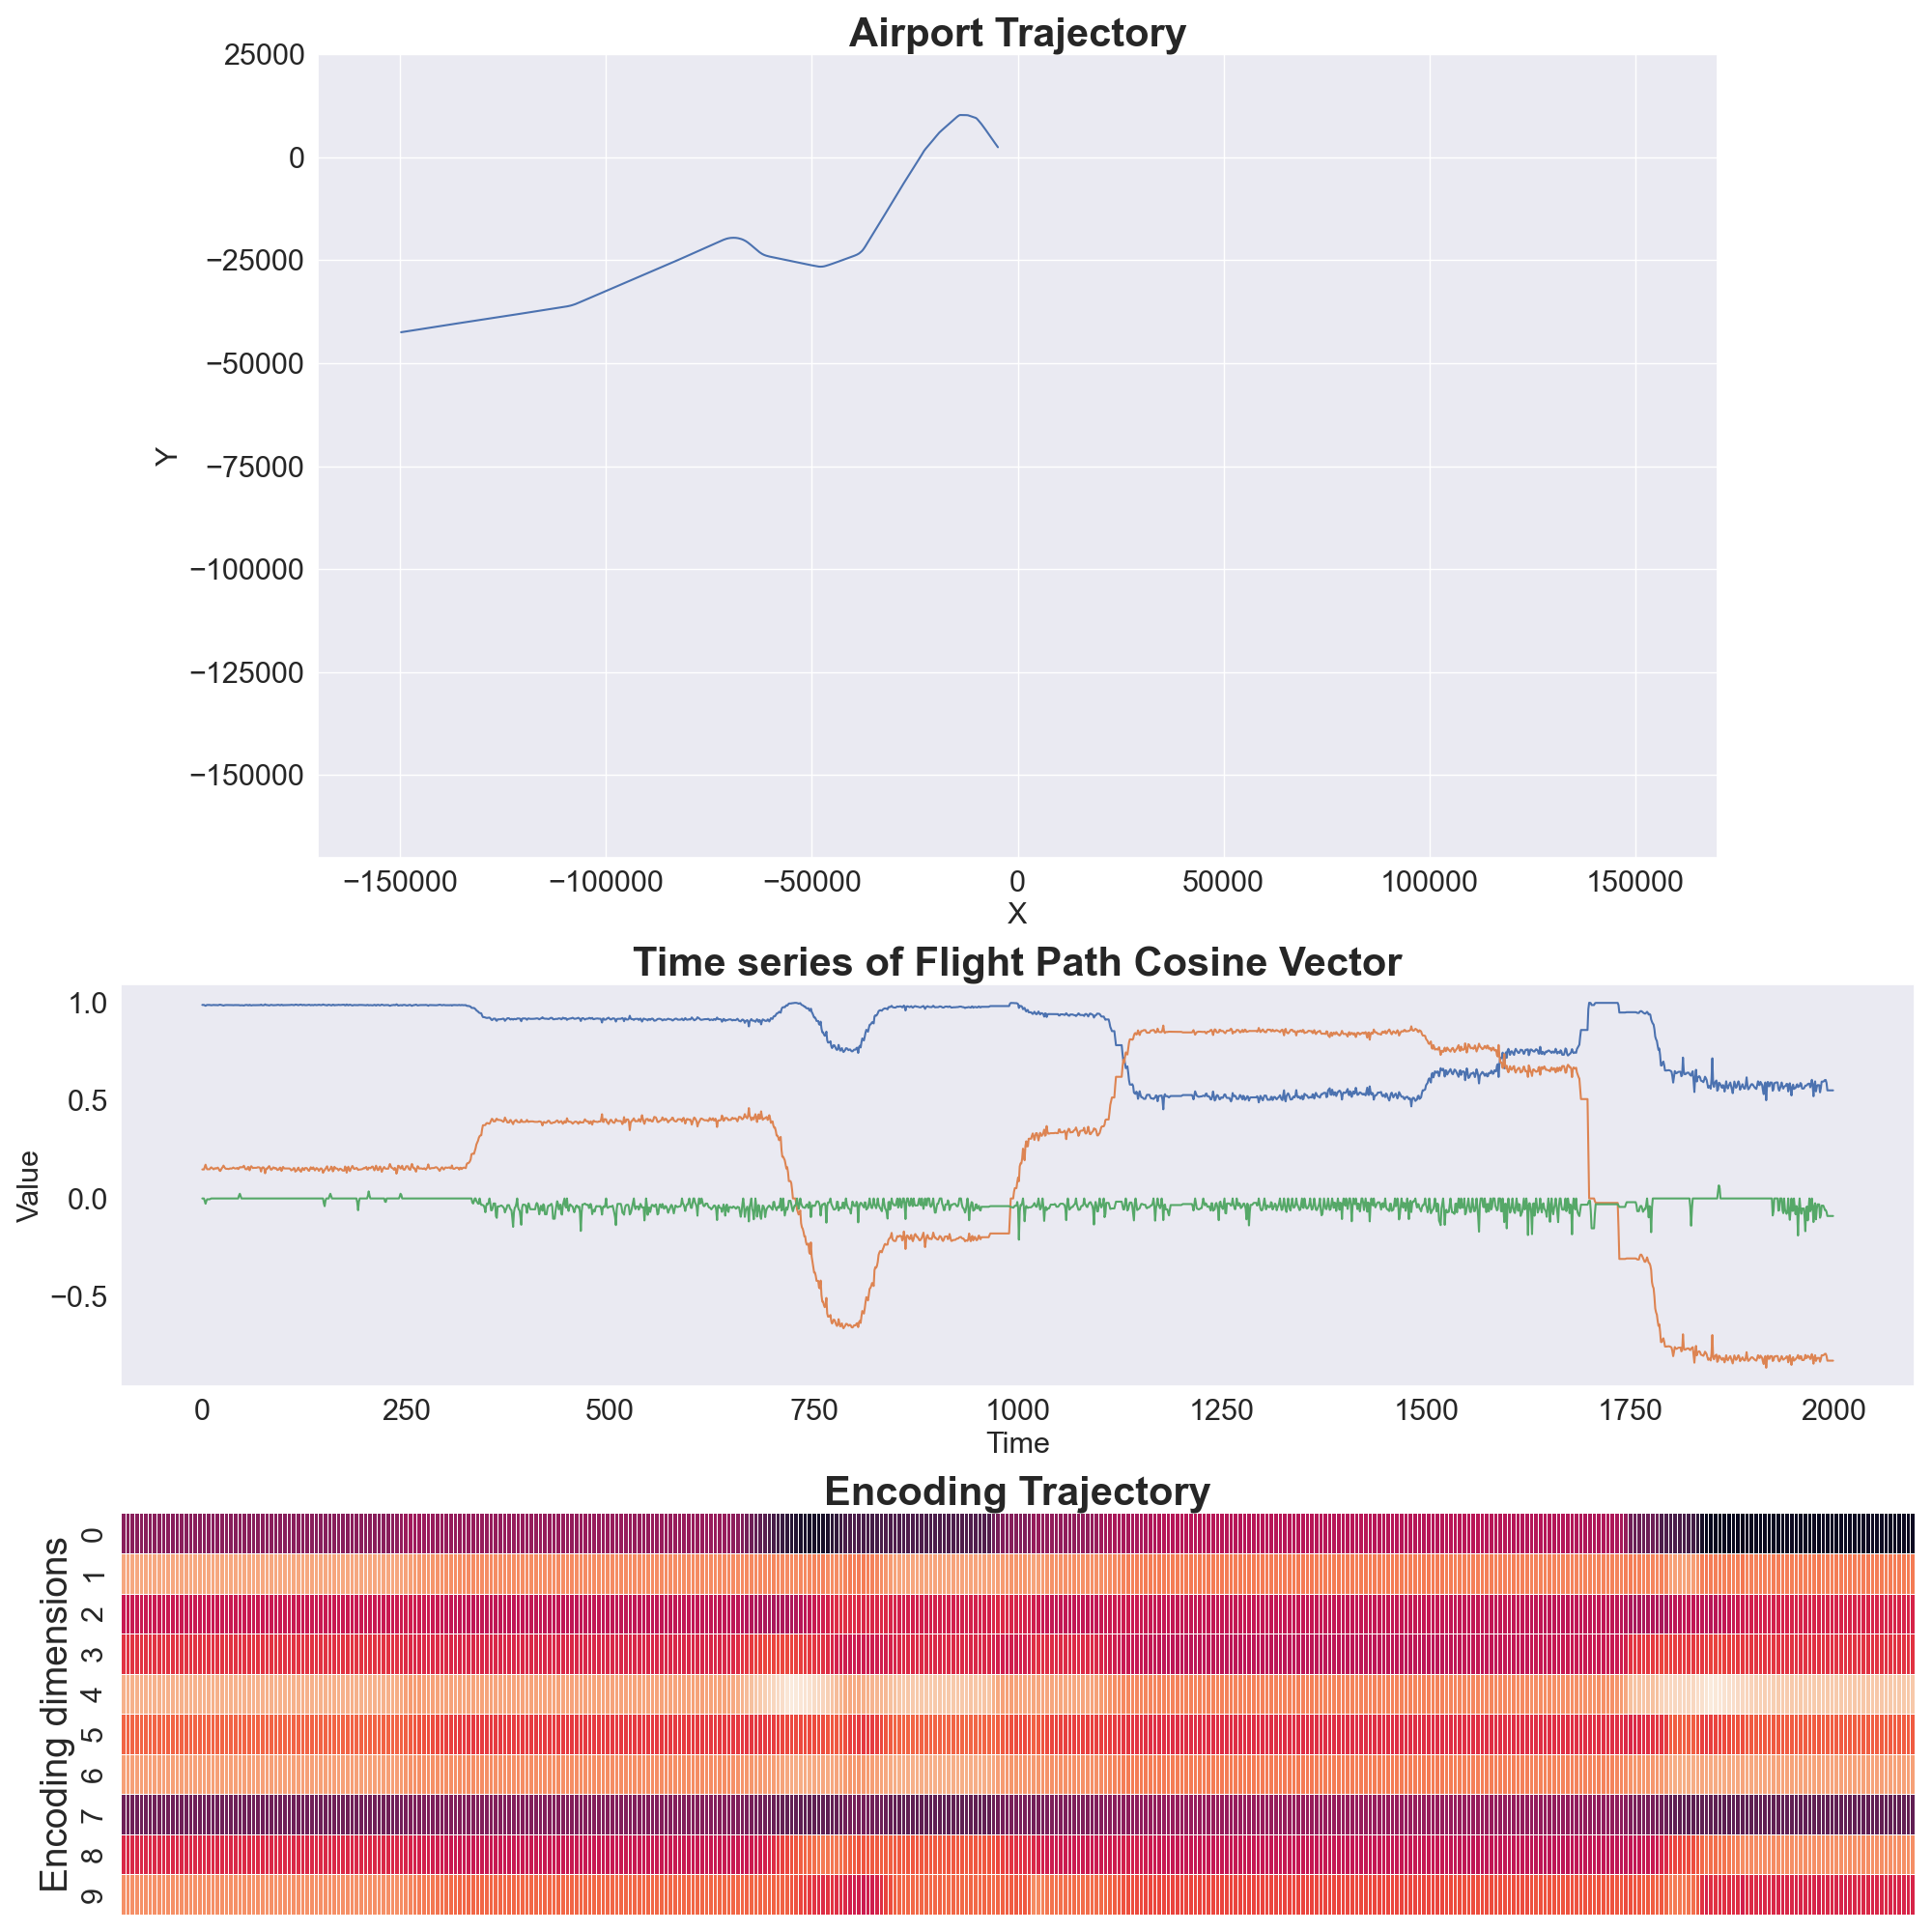 Airport Trajectory
25000
0
−25000
−50000
−75000
−100000
−125000
−150000
Y
−150000 −100000 −50000 0 50000 100000 150000
X
Time series of Flight Path Cosine Vector
1.0
0.5
0.0
−0.5
Value
0 250 500 750 1000 1250 1500 1750 2000
Time
Encoding Trajectory
0
1
2
3
4
5
6
7
8
9
Encoding dimensions